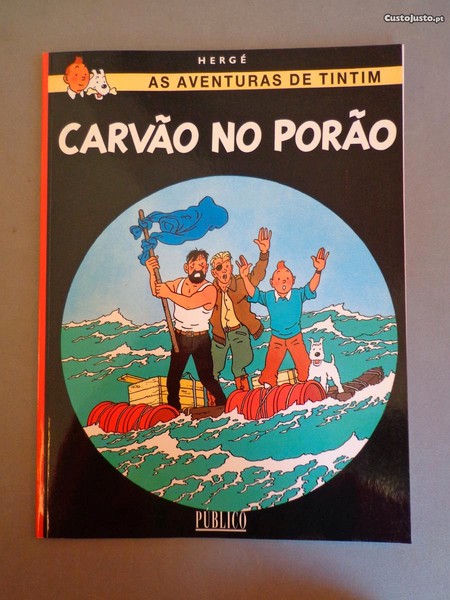 CustoJusto.pt
HERGÉ
AS AVENTURAS DE TINTIM
CARVÃO NO PORÃO
PÚBLICO